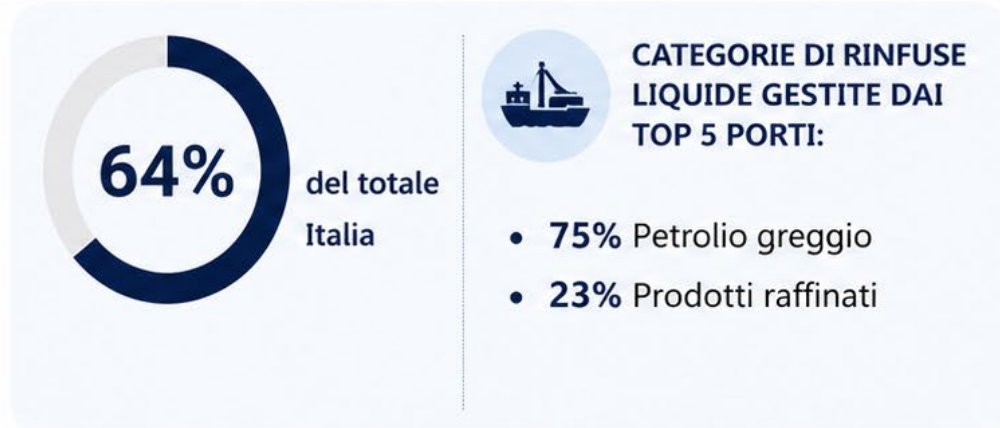 64%
del totale
Italia
CATEGORIE DI RINFUSE
LIQUIDE GESTITE DAI
TOP 5 PORTI:
• 75% Petrolio greggio
• 23% Prodotti raffinati